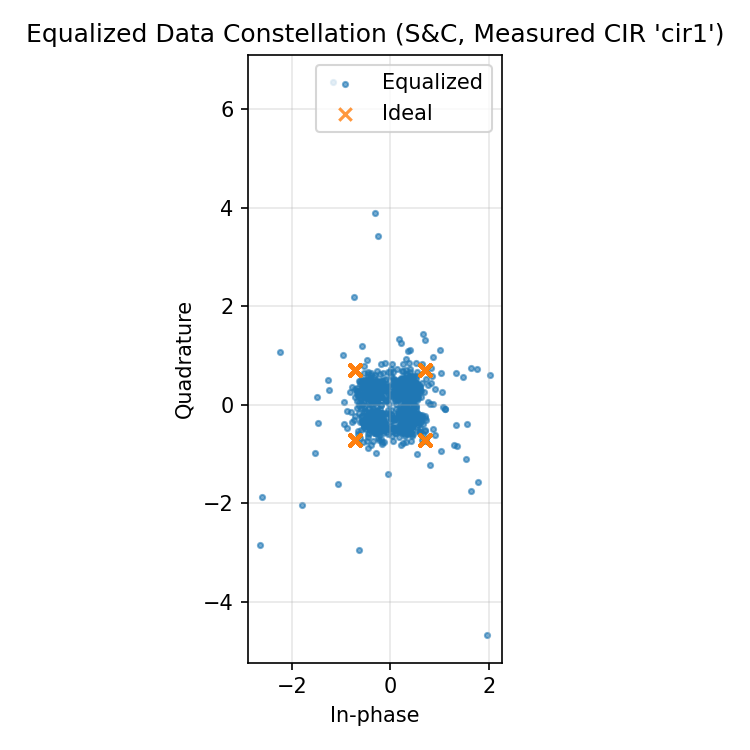 Equalized Data Constellation (S&C, Measured CIR 'cir1')
Equalized
Ideal
6
4
2
0
−2
−4
Quadrature
−2
0
2
In-phase